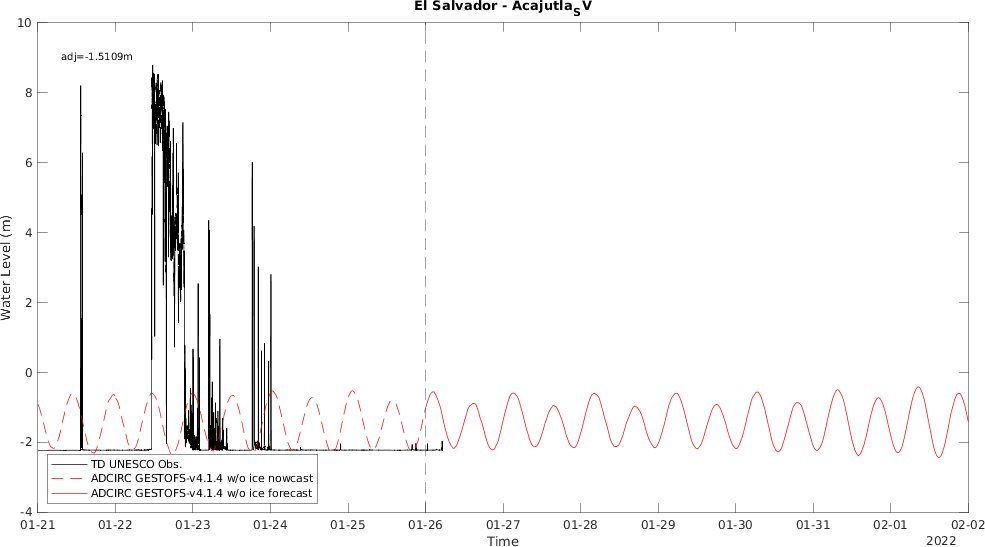 El Salvador - AcajutlaSV
adj=-1.5109m
10
8
6
4
2
0
-2
-4
Water Level (m)
TD UNESCO Obs.
ADCIRC GESTOFS-v4.1.4 w/o ice nowcast
ADCIRC GESTOFS-v4.1.4 w/o ice forecast
01-21 01-22 01-23 01-24 01-25 01-26 01-27 01-28 01-29 01-30 01-31 02-01 02-02
Time
2022